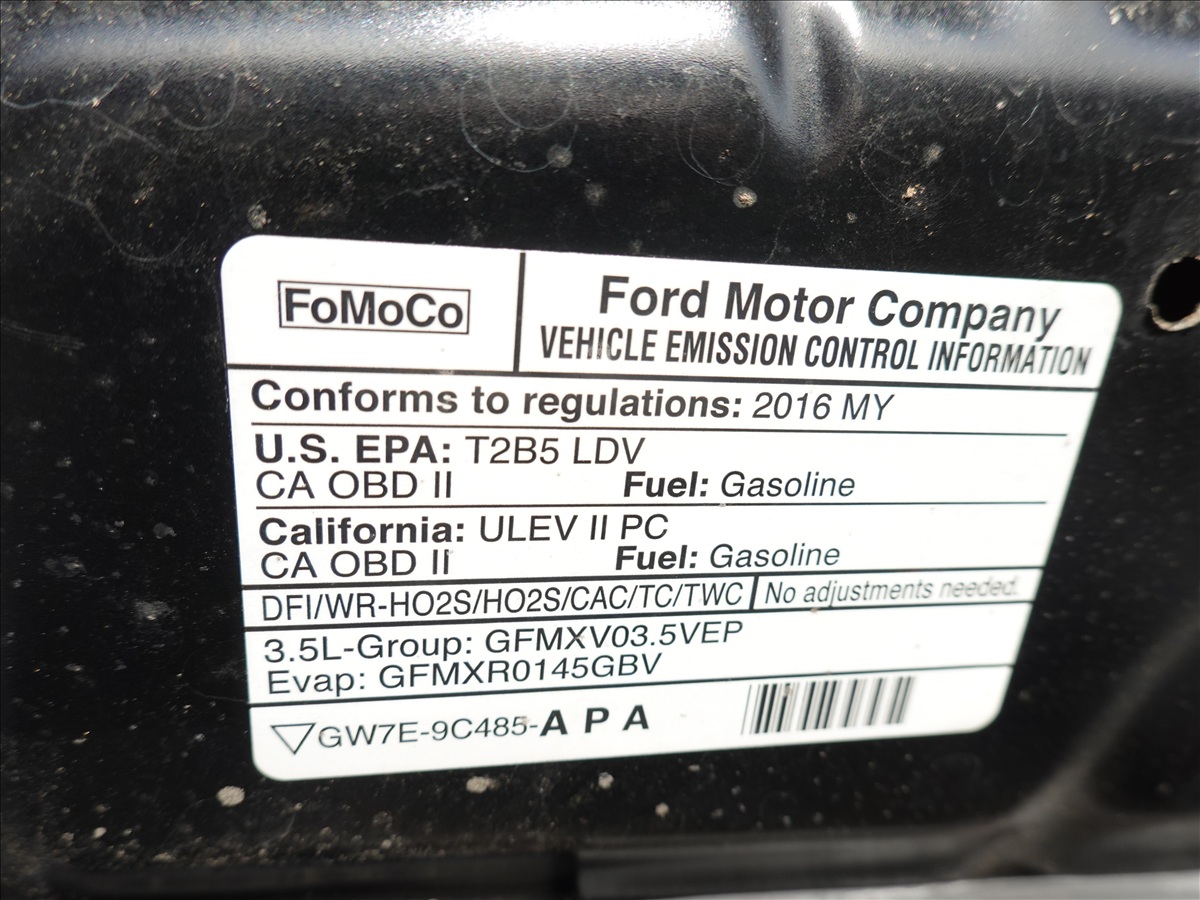 FoMoCo
Ford Motor Company
VEHICLE EMISSION CONTROL INFORMATION
Conforms to regulations: 2016 MY
U.S. EPA: T2B5 LDV
CA OBD II Fuel: Gasoline
California: ULEV II PC
CA OBD II Fuel: Gasoline
DFI/WR-HO2S/HO2S/CAC/TC/TWC No adjustments needed.
3.5L-Group: GFMXV03.5VEP
Evap: GFMXR0145GBV
GW7E-9C485-A P A